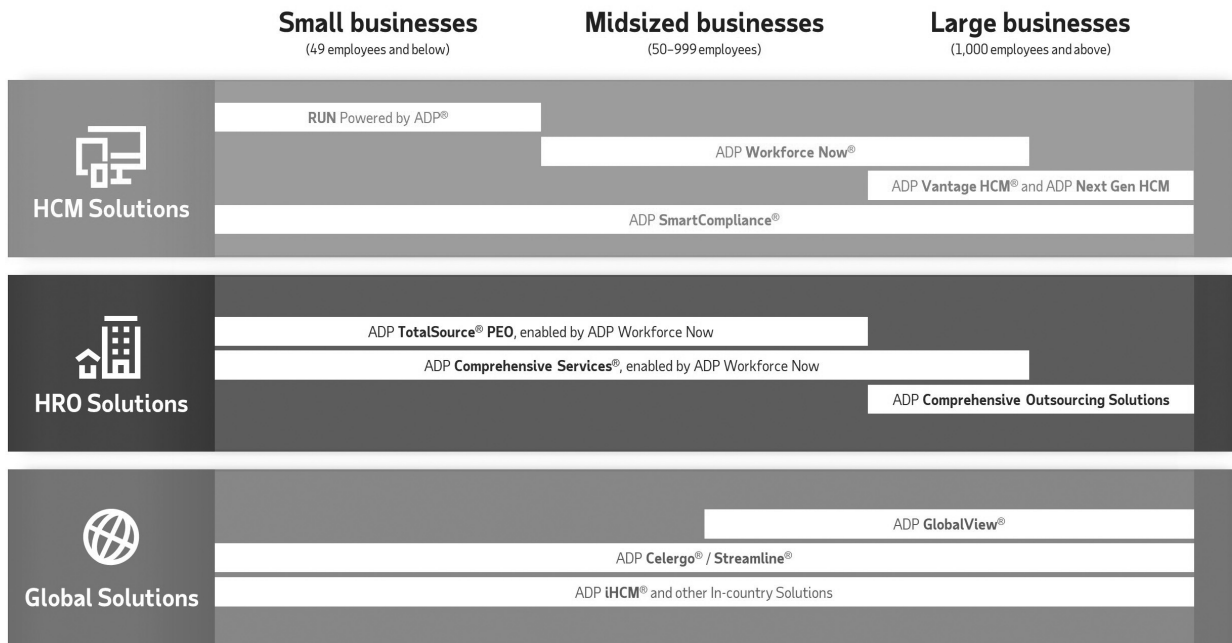 Small businesses
(49 employees and below)
Midsized businesses
(50–999 employees)
Large businesses
(1,000 employees and above)
HCM Solutions
RUN Powered by ADP®
ADP Workforce Now®
ADP Vantage HCM® and ADP Next Gen HCM
ADP SmartCompliance®
HRO Solutions
ADP TotalSource® PEO, enabled by ADP Workforce Now
ADP Comprehensive Services®, enabled by ADP Workforce Now
ADP Comprehensive Outsourcing Solutions
Global Solutions
ADP GlobalView®
ADP Celergo® / Streamline®
ADP iHCM® and other In-country Solutions